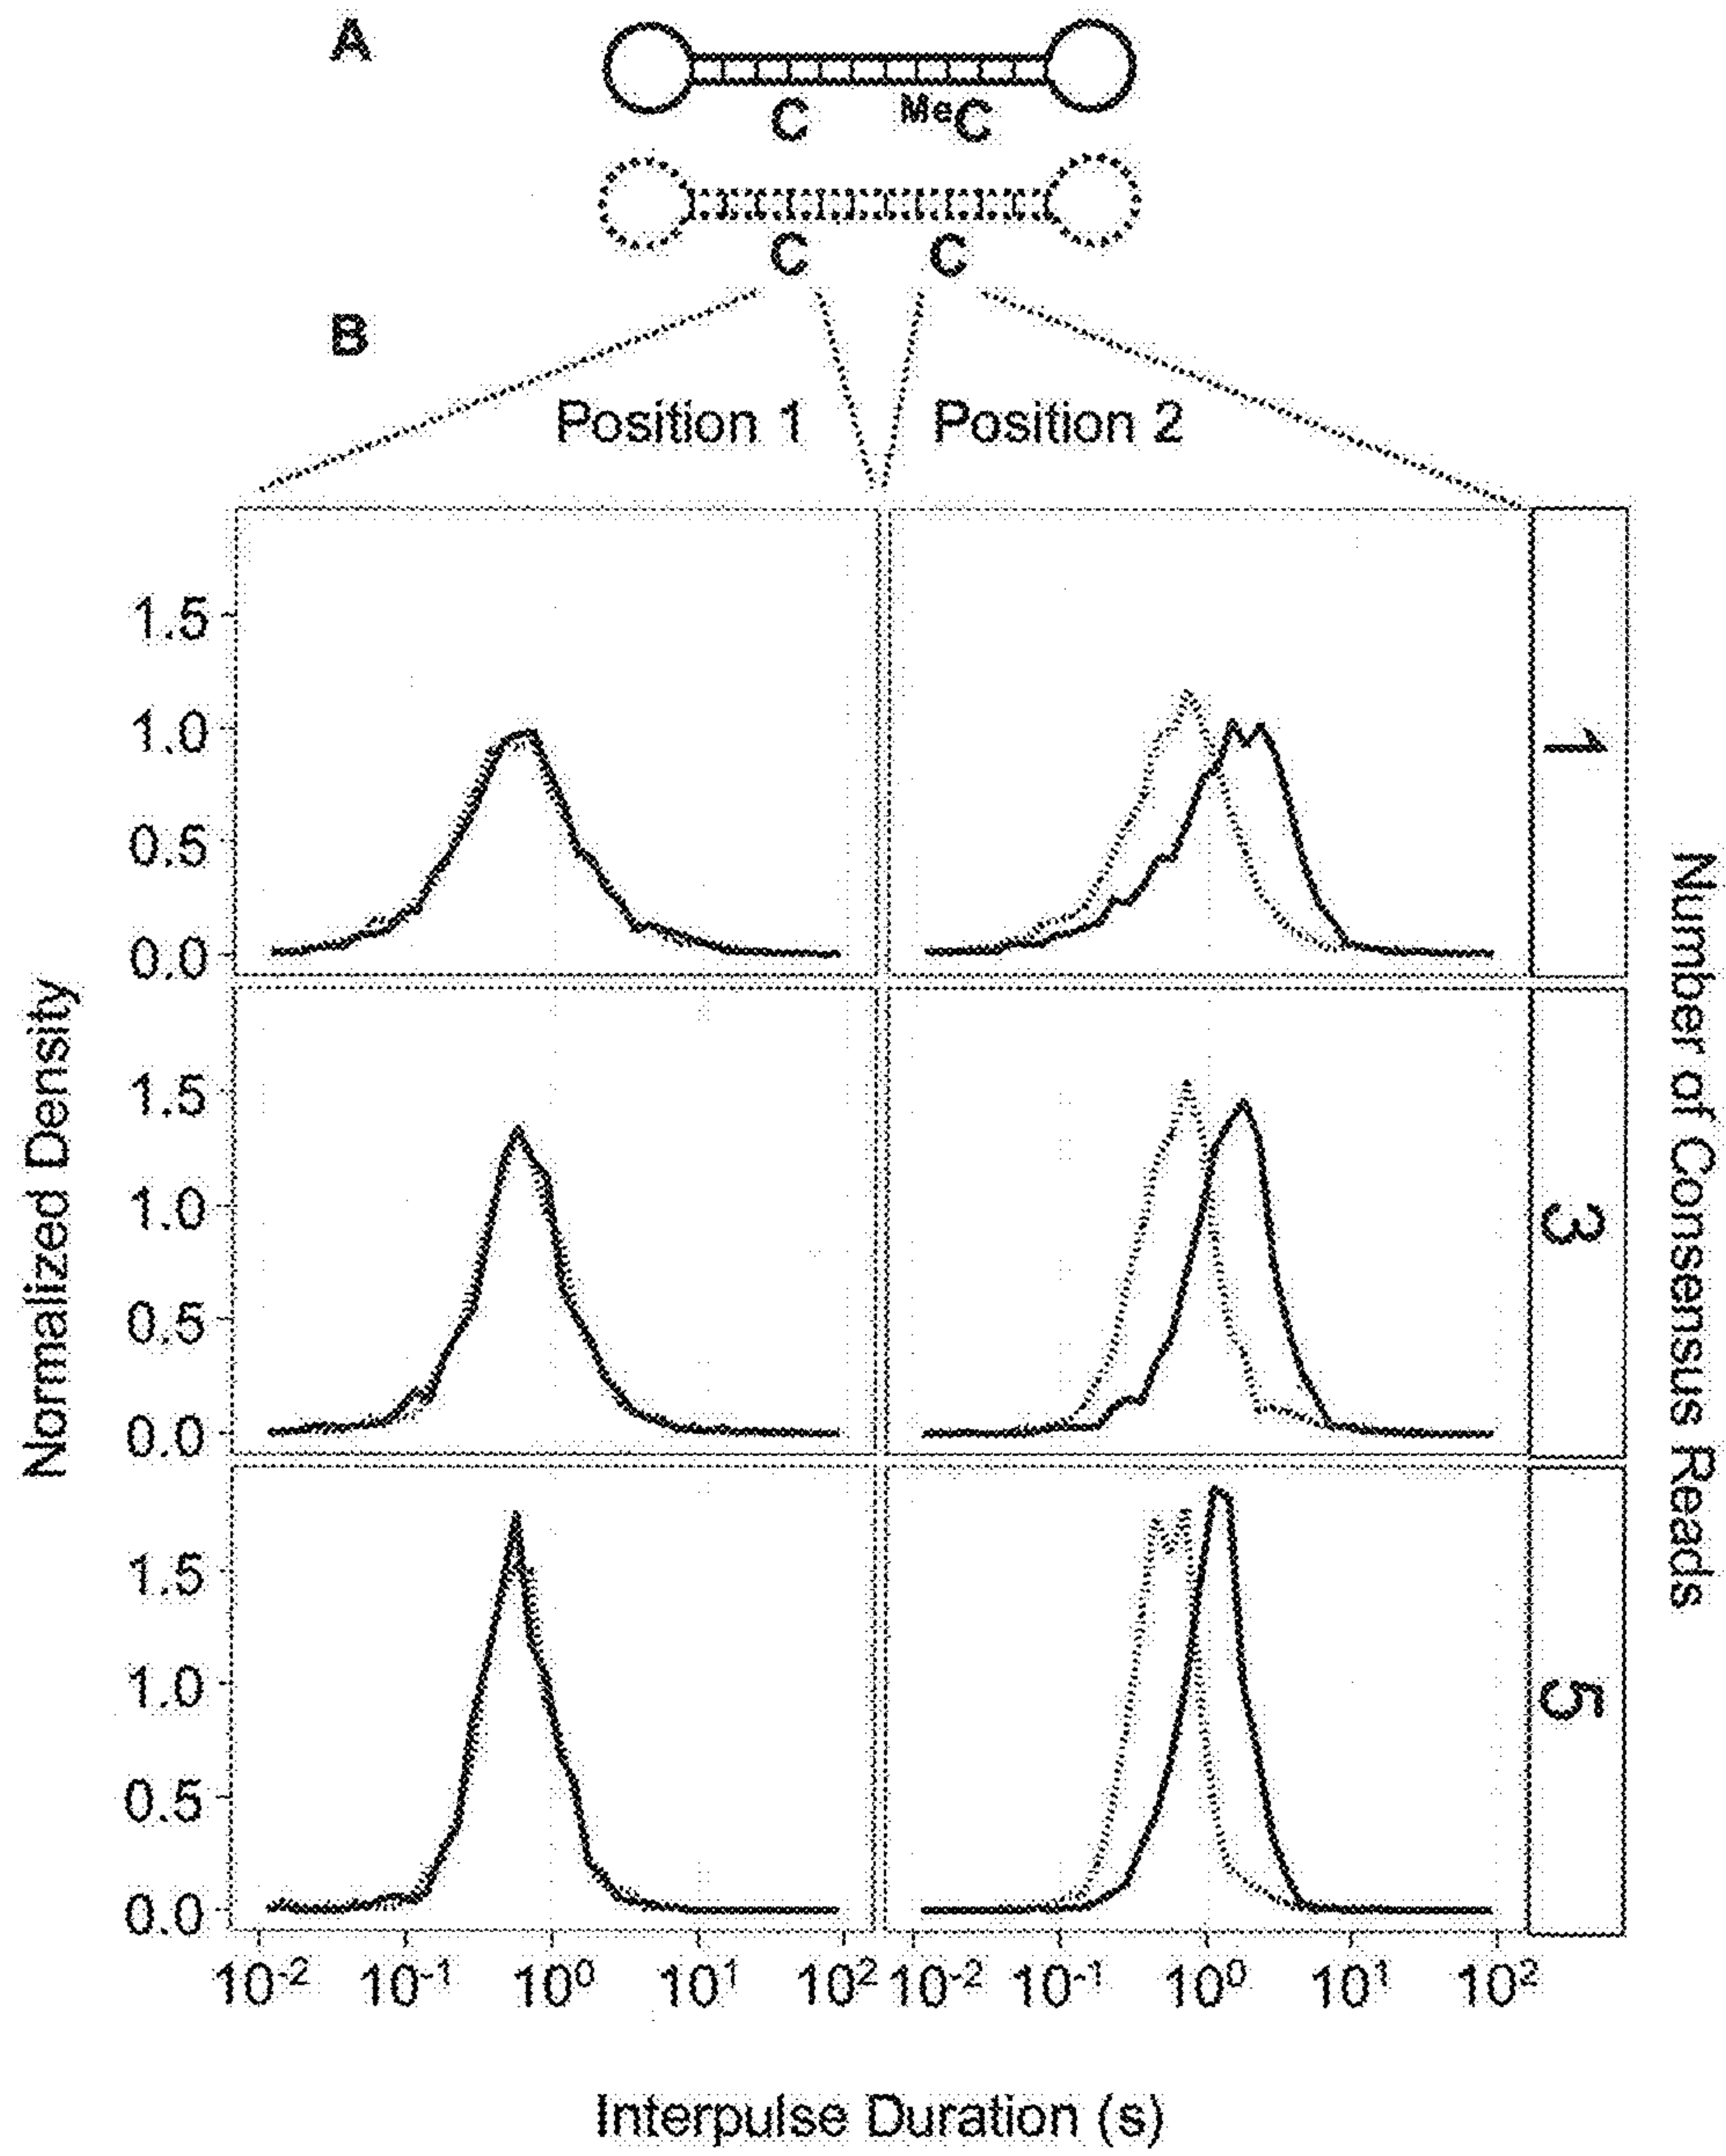 A
C MeC
C C
B
Position 1 Position 2
Normalized Density
1.5
1.0
0.5
0.0
1
1.5
1.0
0.5
0.0
3
1.5
1.0
0.5
0.0
5
Number of Consensus Reads
10⁻² 10⁻¹ 10⁰ 10¹ 10² 10⁻² 10⁻¹ 10⁰ 10¹ 10²
Interpulse Duration (s)